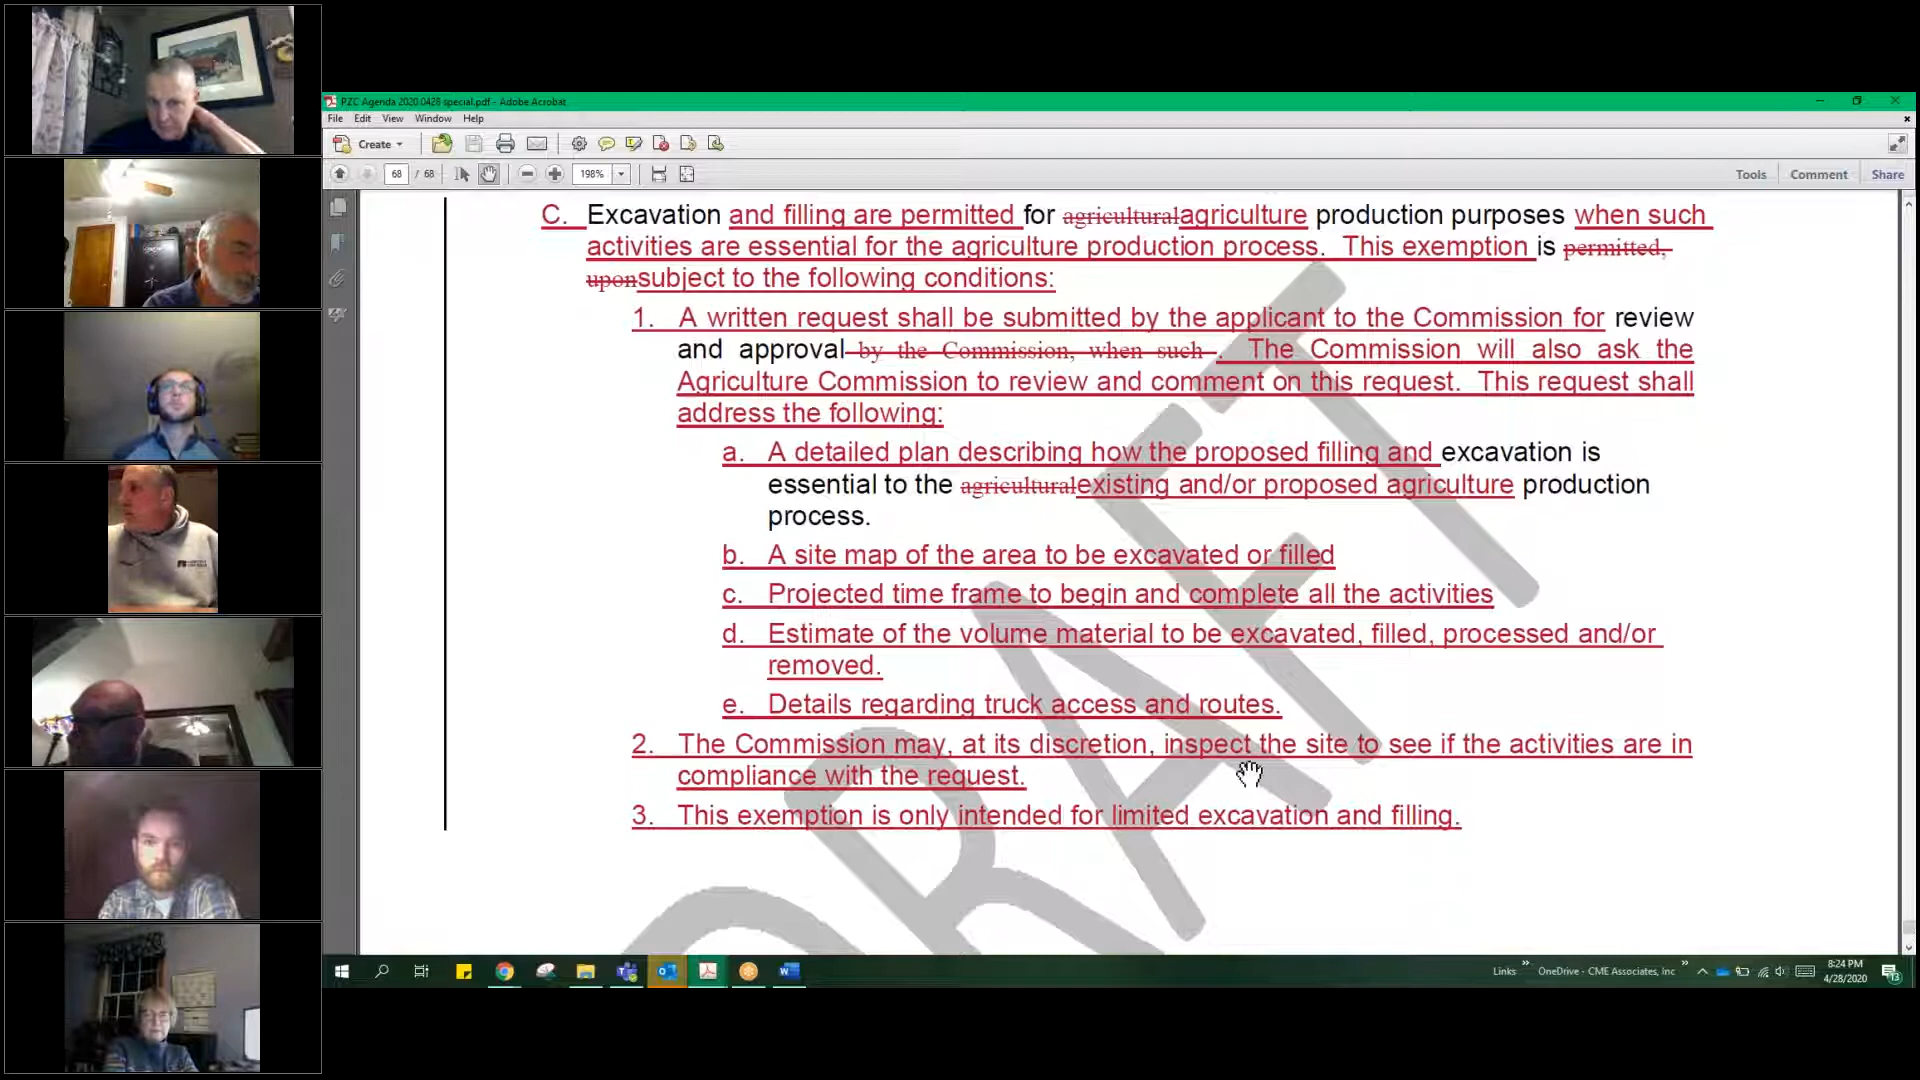 PZC Agenda 2020.0428 special.pdf - Adobe Acrobat
File Edit View Window Help
Create
68 / 68 198% Tools Comment Share
C. Excavation and filling are permitted for agriculturalagriculture production purposes when such
activities are essential for the agriculture production process. This exemption is permitted,
uponsubject to the following conditions:
1. A written request shall be submitted by the applicant to the Commission for review
and approval by the Commission, when such . The Commission will also ask the
Agriculture Commission to review and comment on this request. This request shall
address the following:
a. A detailed plan describing how the proposed filling and excavation is
essential to the agriculturalexisting and/or proposed agriculture production
process.
b. A site map of the area to be excavated or filled
c. Projected time frame to begin and complete all the activities
d. Estimate of the volume material to be excavated, filled, processed and/or
removed.
e. Details regarding truck access and routes.
2. The Commission may, at its discretion, inspect the site to see if the activities are in
compliance with the request.
3. This exemption is only intended for limited excavation and filling.
DRAFT
Links » OneDrive - CME Associates, Inc » 8:24 PM
4/28/2020